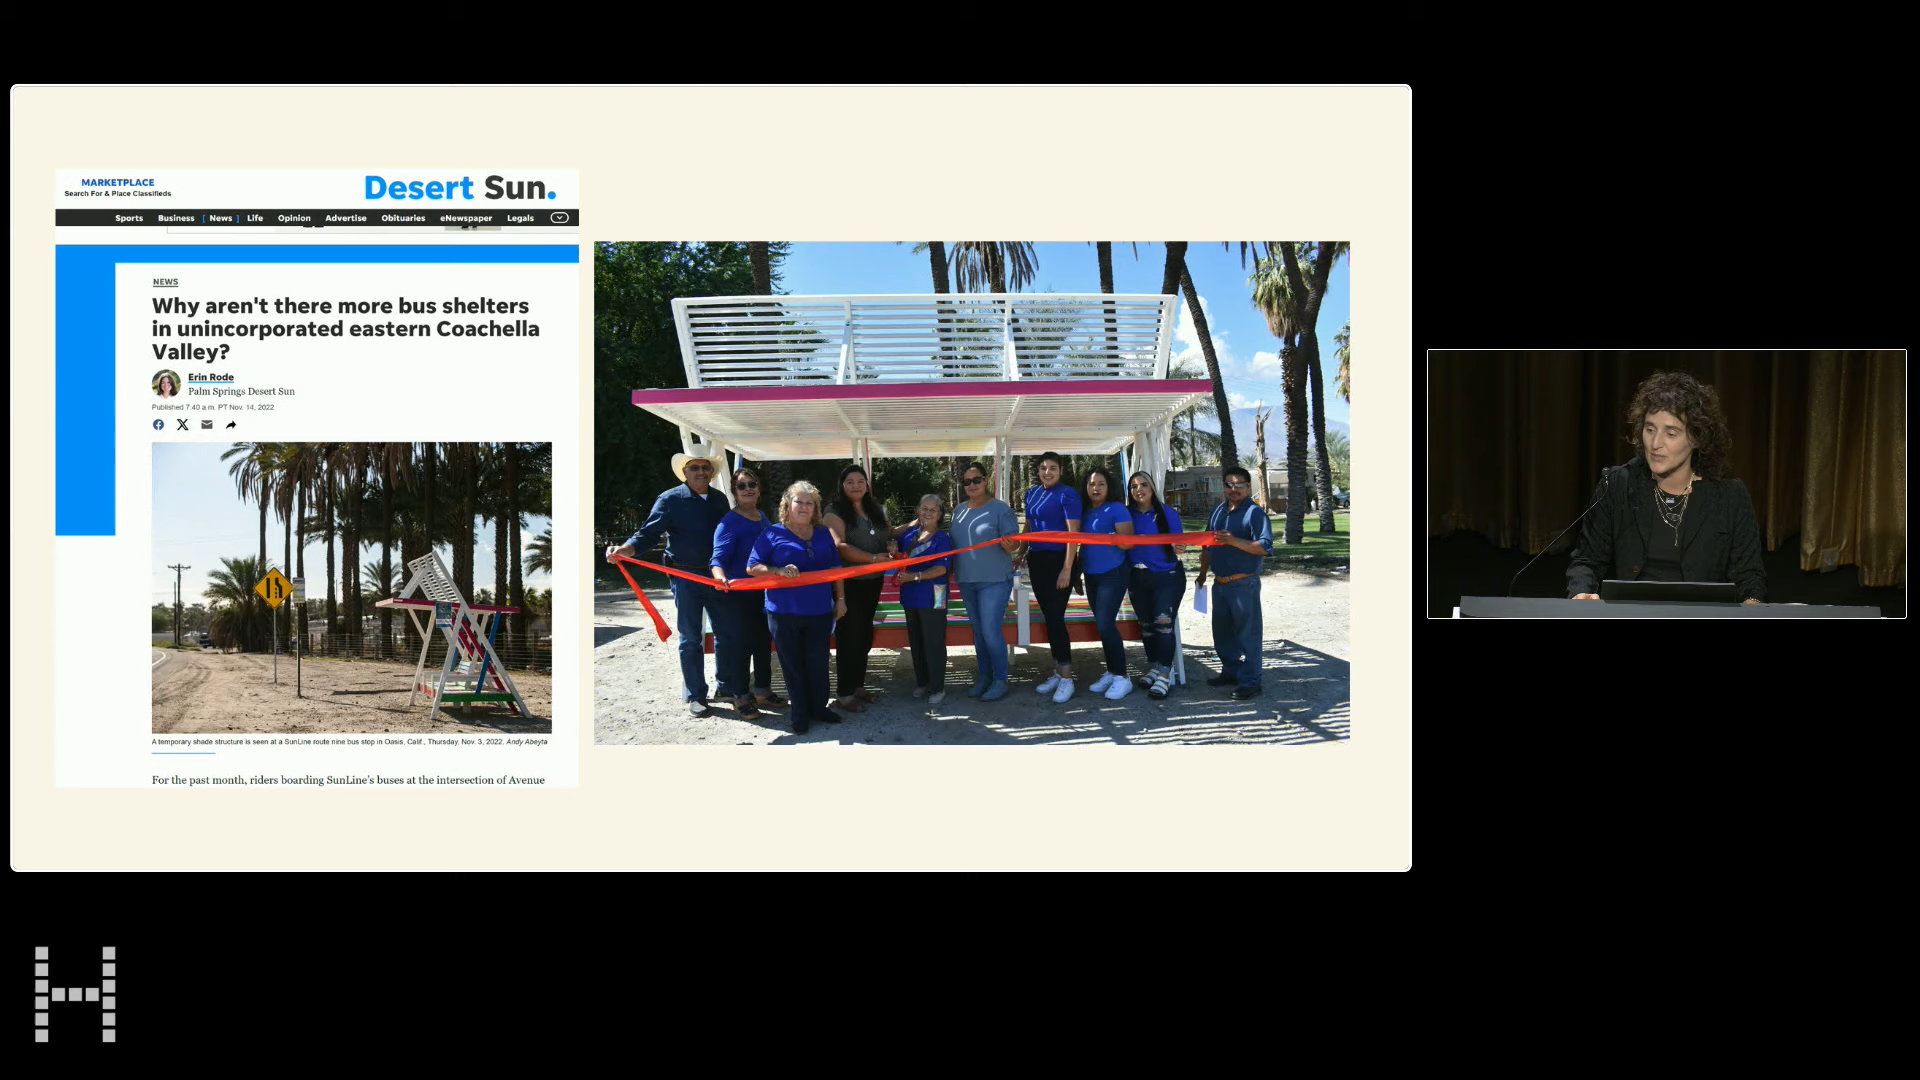 MARKETPLACE
Search For & Place Classifieds
Desert Sun.
Sports Business [ News ] Life Opinion Advertise Obituaries eNewspaper Legals
NEWS
Why aren't there more bus shelters
in unincorporated eastern Coachella
Valley?
Erin Rode
Palm Springs Desert Sun
Published 7:40 a.m. PT Nov. 14, 2022
A temporary shade structure is seen at a SunLine route nine bus stop in Oasis, Calif., Thursday, Nov. 3, 2022. Andy Abeyta
For the past month, riders boarding SunLine's buses at the intersection of Avenue
H